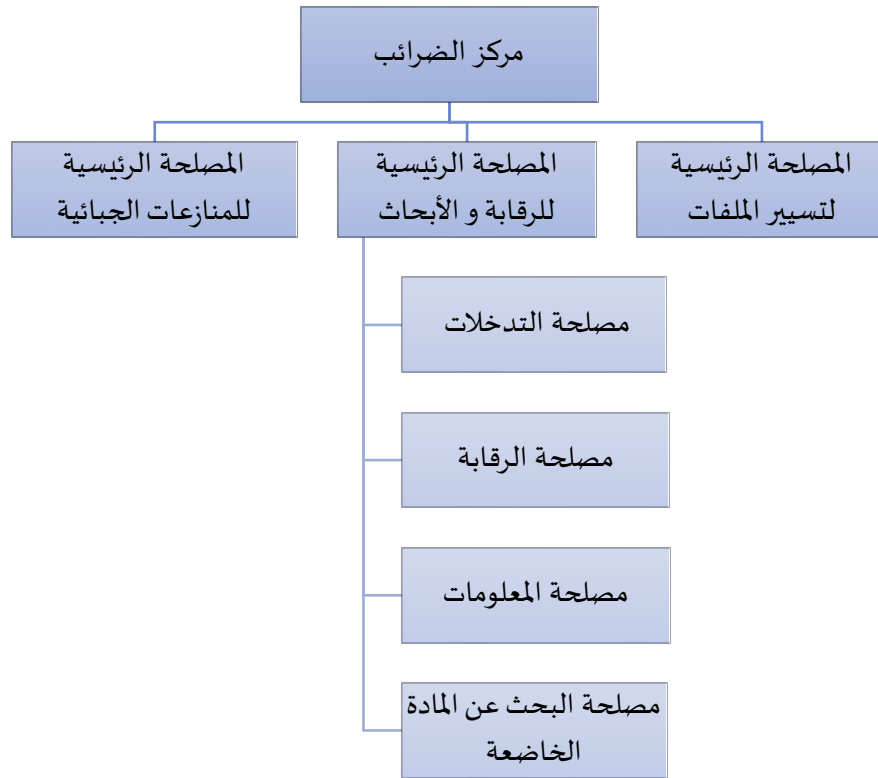 مركز الضرائب
المصلحة الرئيسية
لتسيير الملفات
المصلحة الرئيسية
للرقابة و الأبحاث
المصلحة الرئيسية
للمنازعات الجبائية
مصلحة التدخلات
مصلحة الرقابة
مصلحة المعلومات
مصلحة البحث عن المادة
الخاضعة